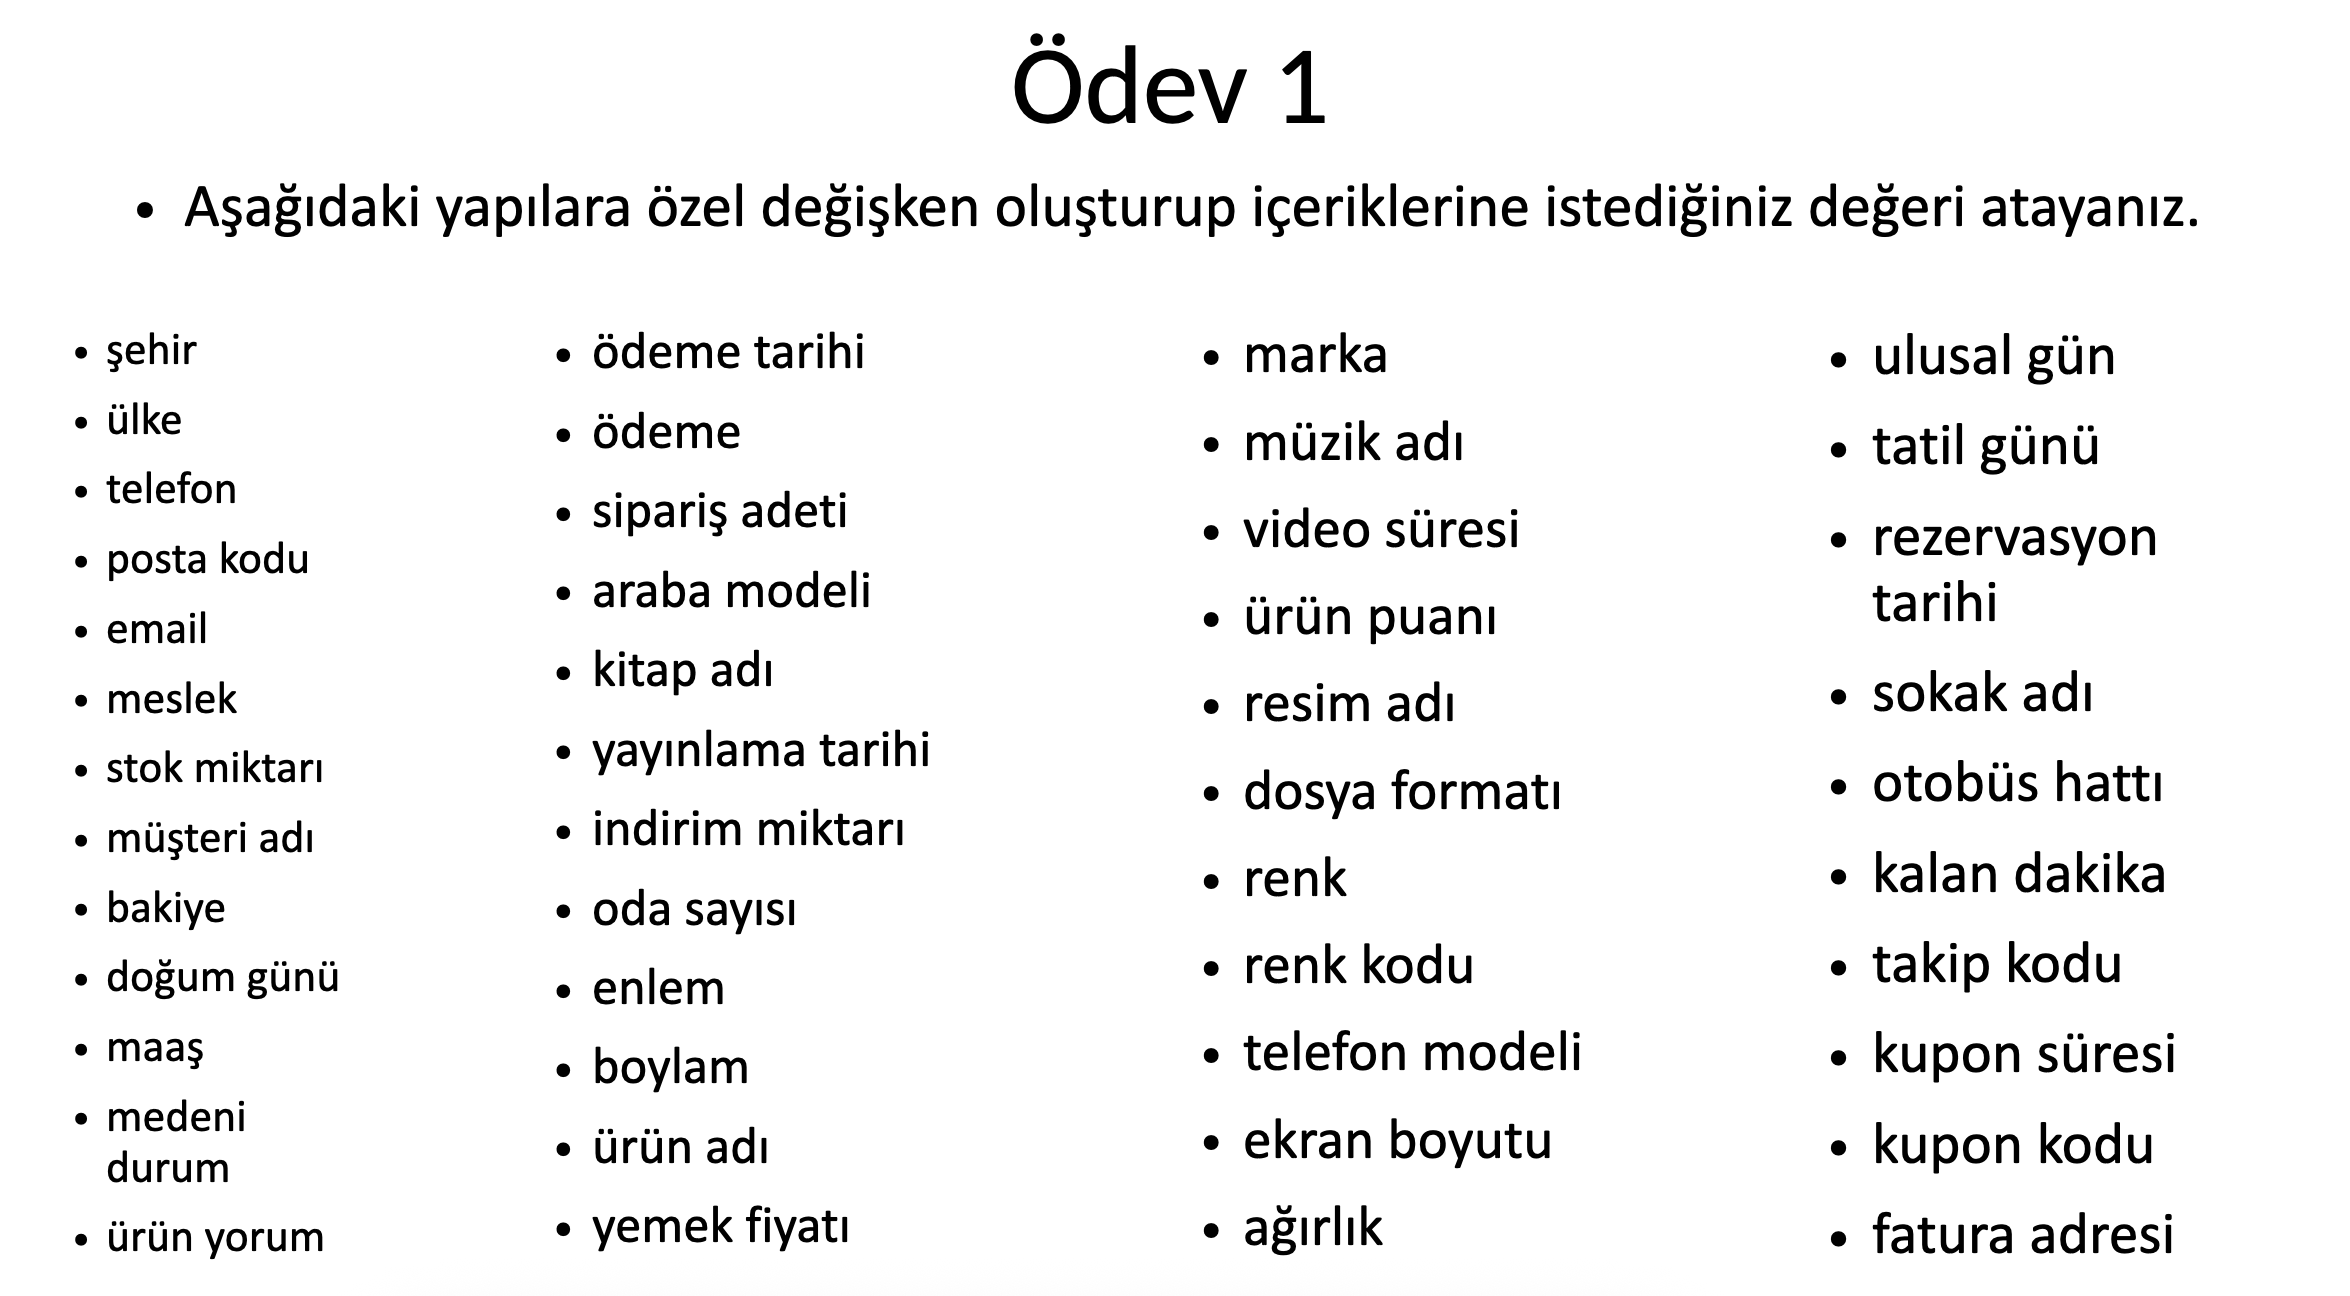 Ödev 1
• Aşağıdaki yapılara özel değişken oluşturup içeriklerine istediğiniz değeri atayanız.
• şehir
• ülke
• telefon
• posta kodu
• email
• meslek
• stok miktarı
• müşteri adı
• bakiye
• doğum günü
• maaş
• medeni
durum
• ürün yorum
• ödeme tarihi
• ödeme
• sipariş adeti
• araba modeli
• kitap adı
• yayınlama tarihi
• indirim miktarı
• oda sayısı
• enlem
• boylam
• ürün adı
• yemek fiyatı
• marka
• müzik adı
• video süresi
• ürün puanı
• resim adı
• dosya formatı
• renk
• renk kodu
• telefon modeli
• ekran boyutu
• ağırlık
• ulusal gün
• tatil günü
• rezervasyon
tarihi
• sokak adı
• otobüs hattı
• kalan dakika
• takip kodu
• kupon süresi
• kupon kodu
• fatura adresi